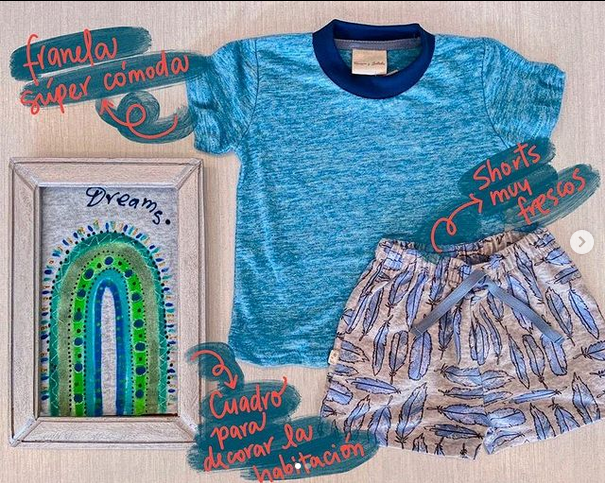 franela
súper cómoda
Dreams.
Shorts
muy
frescos
Cuadro
para
decorar la
habitación